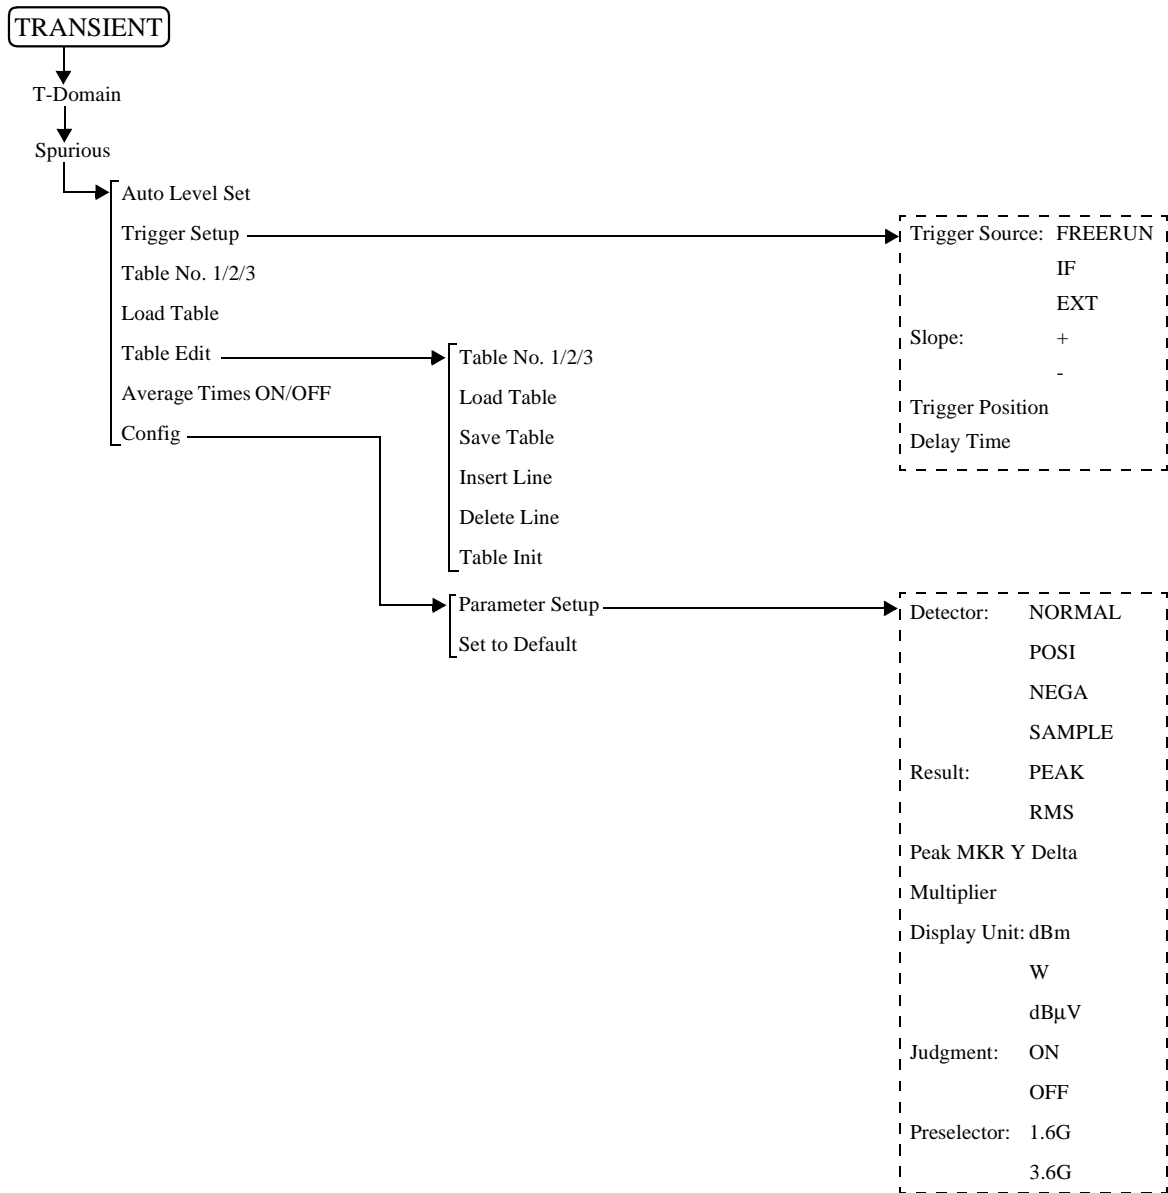 TRANSIENT
T-Domain
Spurious
Auto Level Set
Trigger Setup
Table No. 1/2/3
Load Table
Table Edit
Average Times ON/OFF
Config
Table No. 1/2/3
Load Table
Save Table
Insert Line
Delete Line
Table Init
Parameter Setup
Set to Default
Trigger Source: FREERUN
IF
EXT
Slope: +
-
Trigger Position
Delay Time
Detector: NORMAL
POSI
NEGA
SAMPLE
Result: PEAK
RMS
Peak MKR Y Delta
Multiplier
Display Unit: dBm
W
dBμV
Judgment: ON
OFF
Preselector: 1.6G
3.6G